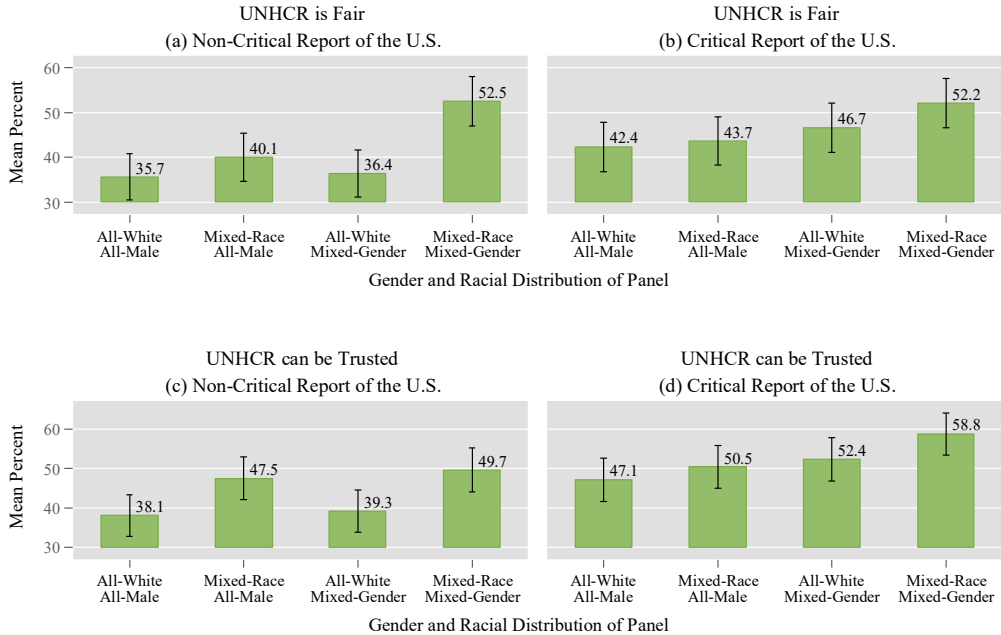 UNHCR is Fair
(a) Non-Critical Report of the U.S.
Mean Percent
60
50
40
30
35.7
40.1
36.4
52.5
All-White
All-Male
Mixed-Race
All-Male
All-White
Mixed-Gender
Mixed-Race
Mixed-Gender
UNHCR is Fair
(b) Critical Report of the U.S.
42.4
43.7
46.7
52.2
All-White
All-Male
Mixed-Race
All-Male
All-White
Mixed-Gender
Mixed-Race
Mixed-Gender
Gender and Racial Distribution of Panel
UNHCR can be Trusted
(c) Non-Critical Report of the U.S.
Mean Percent
60
50
40
30
38.1
47.5
39.3
49.7
All-White
All-Male
Mixed-Race
All-Male
All-White
Mixed-Gender
Mixed-Race
Mixed-Gender
UNHCR can be Trusted
(d) Critical Report of the U.S.
47.1
50.5
52.4
58.8
All-White
All-Male
Mixed-Race
All-Male
All-White
Mixed-Gender
Mixed-Race
Mixed-Gender
Gender and Racial Distribution of Panel